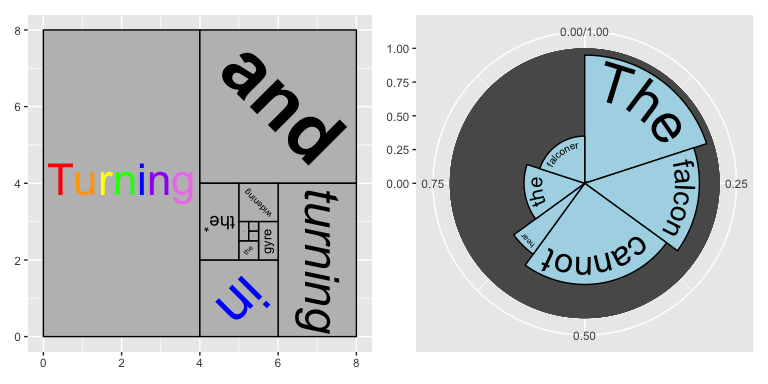 8
6
4
2
0
0
2
4
6
8
Turning
and
turning
in
the*
widening
gyre
the
1.00
0.75
0.50
0.25
0.00
0.00/1.00
0.25
0.50
0.75
The
falcon
cannot
hear
the
falconer